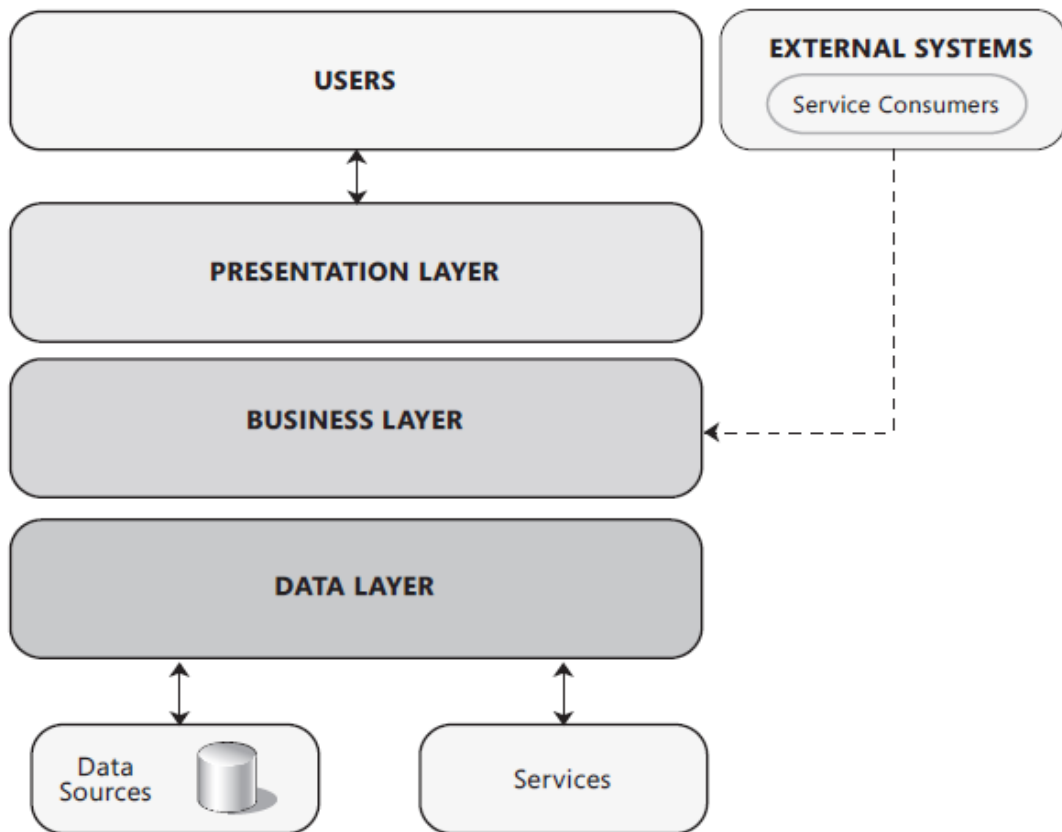 USERS
EXTERNAL SYSTEMS
Service Consumers
PRESENTATION LAYER
BUSINESS LAYER
DATA LAYER
Data
Sources
Services